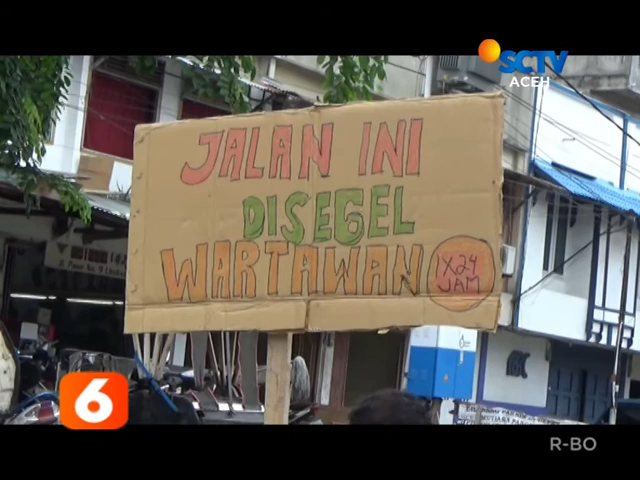 SCTV
ACEH
JALAN INI
DISEGEL
WARTAWAN
1X24
JAM
6
R-BO